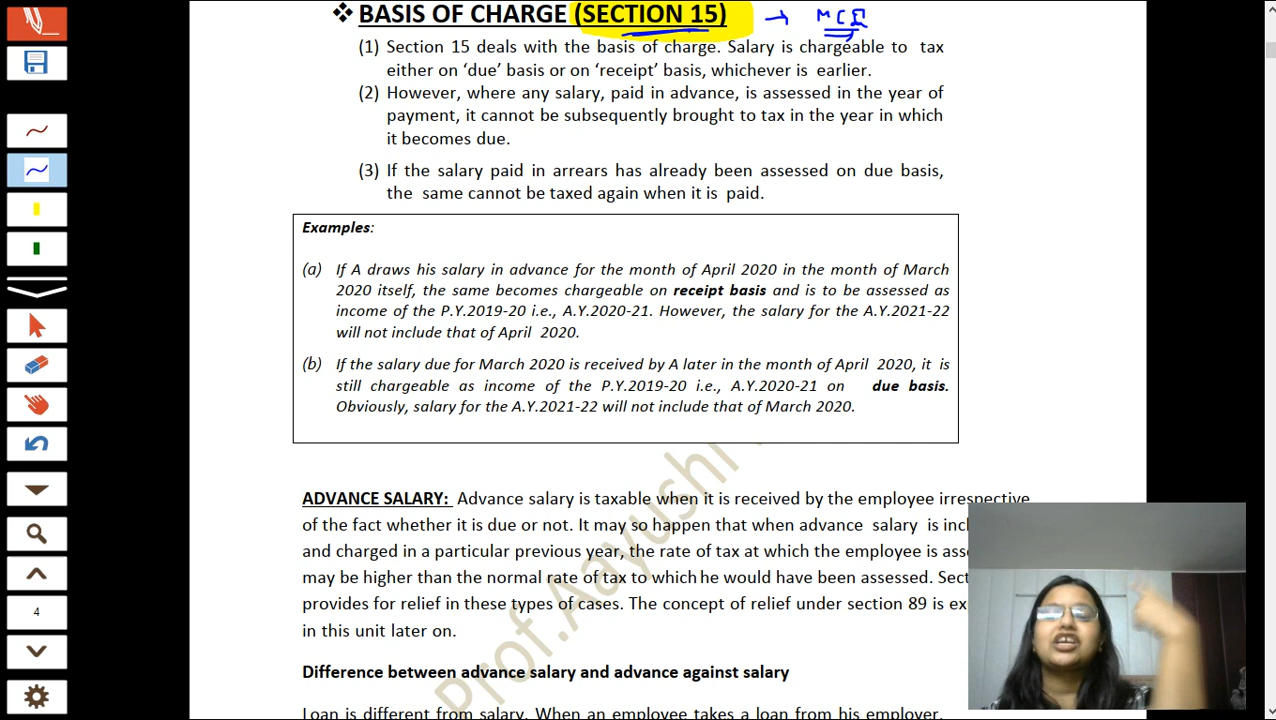 ❖ BASIS OF CHARGE (SECTION 15) → MCQ
(1) Section 15 deals with the basis of charge. Salary is chargeable to tax
either on ‘due’ basis or on ‘receipt’ basis, whichever is earlier.
(2) However, where any salary, paid in advance, is assessed in the year of
payment, it cannot be subsequently brought to tax in the year in which
it becomes due.
(3) If the salary paid in arrears has already been assessed on due basis,
the same cannot be taxed again when it is paid.
Examples:
(a) If A draws his salary in advance for the month of April 2020 in the month of March
2020 itself, the same becomes chargeable on receipt basis and is to be assessed as
income of the P.Y.2019-20 i.e., A.Y.2020-21. However, the salary for the A.Y.2021-22
will not include that of April 2020.
(b) If the salary due for March 2020 is received by A later in the month of April 2020, it is
still chargeable as income of the P.Y.2019-20 i.e., A.Y.2020-21 on due basis.
Obviously, salary for the A.Y.2021-22 will not include that of March 2020.
ADVANCE SALARY: Advance salary is taxable when it is received by the employee irrespective
of the fact whether it is due or not. It may so happen that when advance salary is
and charged in a particular previous year, the rate of tax at which the employee is
may be higher than the normal rate of tax to which he would have been assessed.
provides for relief in these types of cases. The concept of relief under section 89 is
in this unit later on.
Difference between advance salary and advance against salary
Loan is different from salary. When an employee takes a loan from his employer,
Prof.Aayushi
4